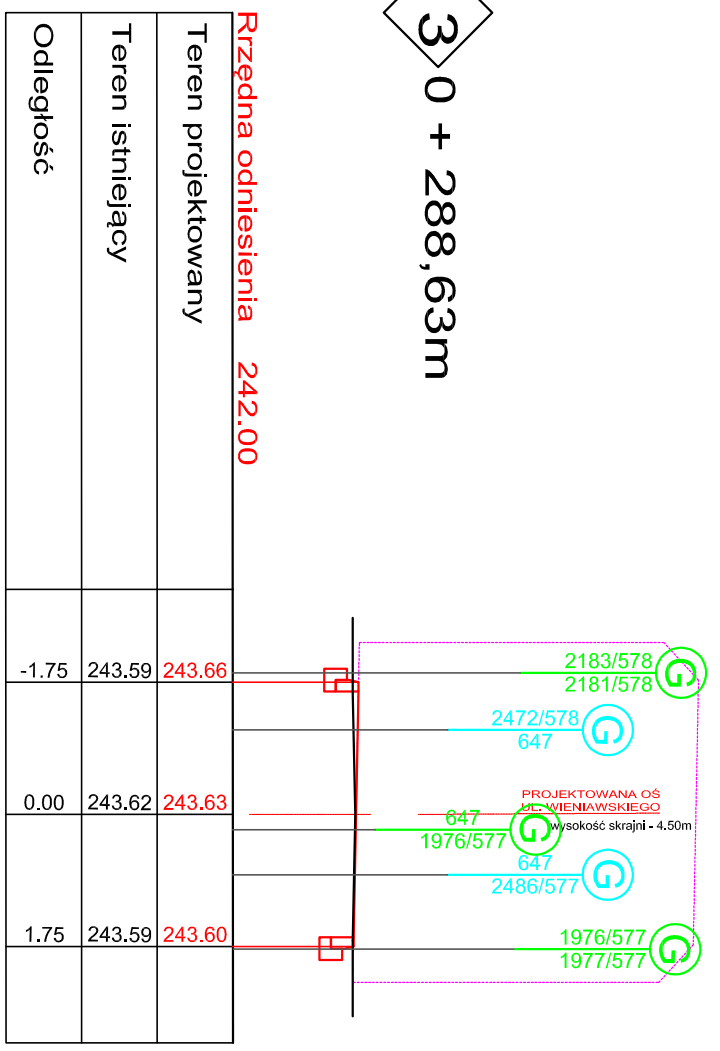 3 0 + 288,63m
2183/578
2181/578
G
2472/578
647
G
PROJEKTOWANA OŚ
UL. WIENIAWSKIEGO
wysokość skrajni - 4.50m
647
1976/577
G
647
2486/577
G
1976/577
1977/577
G
Rrzędna odniesienia 242.00
Teren projektowany 243.66 243.63 243.60
Teren istniejący 243.59 243.62 243.59
Odległość -1.75 0.00 1.75